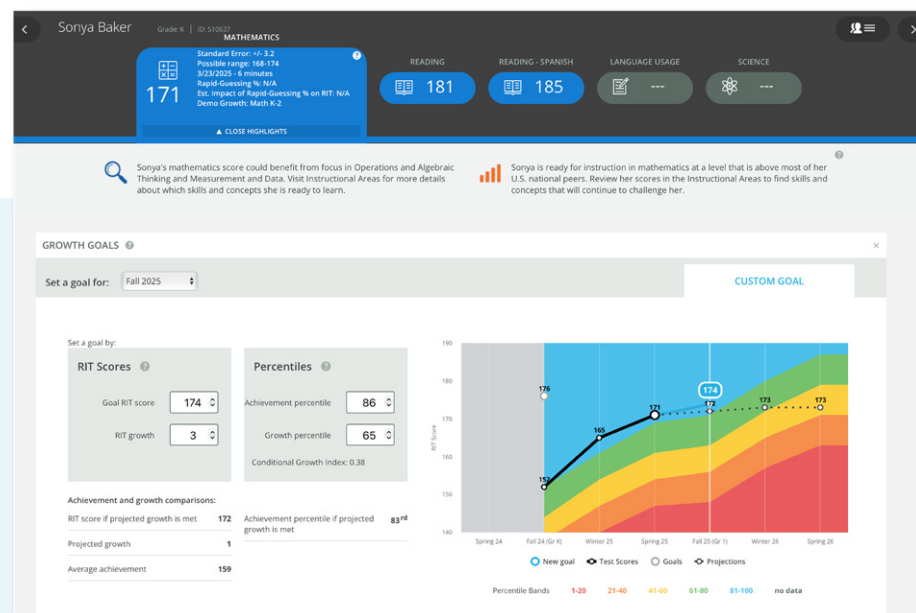 Sonya Baker
Grade: K | ID: S10637
MATHEMATICS
171
Standard Error: +/- 3.2
Possible range: 168-174
3/23/2025 - 6 minutes
Rapid-Guessing %: N/A
Est. Impact of Rapid-Guessing % on RIT: N/A
Demo Growth: Math K-2
▲ CLOSE HIGHLIGHTS
READING
181
READING - SPANISH
185
LANGUAGE USAGE
---
SCIENCE
---
Sonya's mathematics score could benefit from focus in Operations and Algebraic
Thinking and Measurement and Data. Visit Instructional Areas for more details
about which skills and concepts she is ready to learn.
Sonya is ready for instruction in mathematics at a level that is above most of her
U.S. national peers. Review her scores in the Instructional Areas to find skills and
concepts that will continue to challenge her.
GROWTH GOALS
Set a goal for: Fall 2025
CUSTOM GOAL
Set a goal by:
RIT Scores
Goal RIT score 174
RIT growth 3
Percentiles
Achievement percentile 86
Growth percentile 65
Conditional Growth Index: 0.38
Achievement and growth comparisons:
RIT score if projected growth is met 172
Projected growth 1
Average achievement 159
Achievement percentile if projected
growth is met 83rd
RIT Score
190
180
170
160
150
140
176
152
165
171
174
172
173
173
Spring 24 Fall 24 (Gr K) Winter 25 Spring 25 Fall 25 (Gr 1) Winter 26 Spring 26
New goal Test Scores Goals Projections
Percentile Bands 1-20 21-40 41-60 61-80 81-100 no data